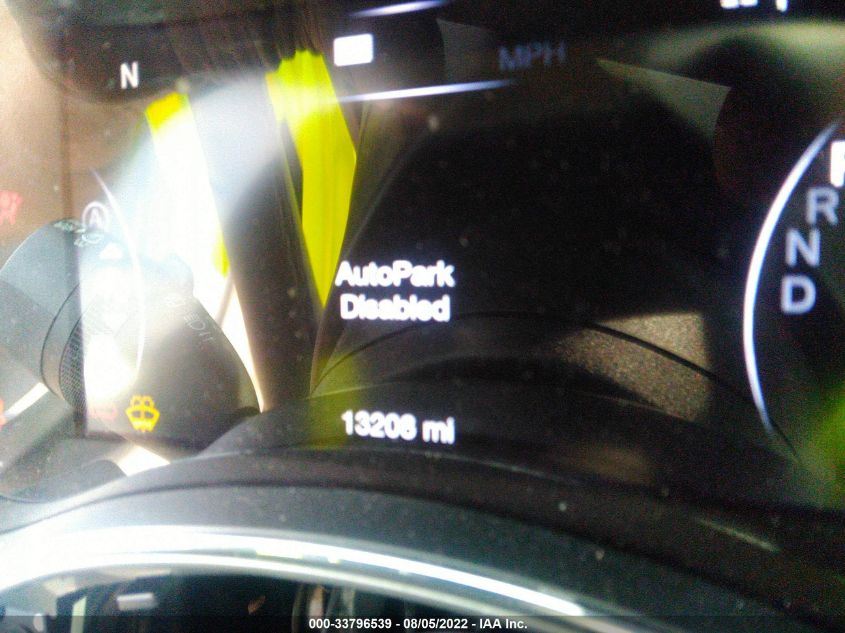 N
MPH
AutoPark
Disabled
13208 mi
R
N
D
000-33796539 - 08/05/2022 - IAA Inc.